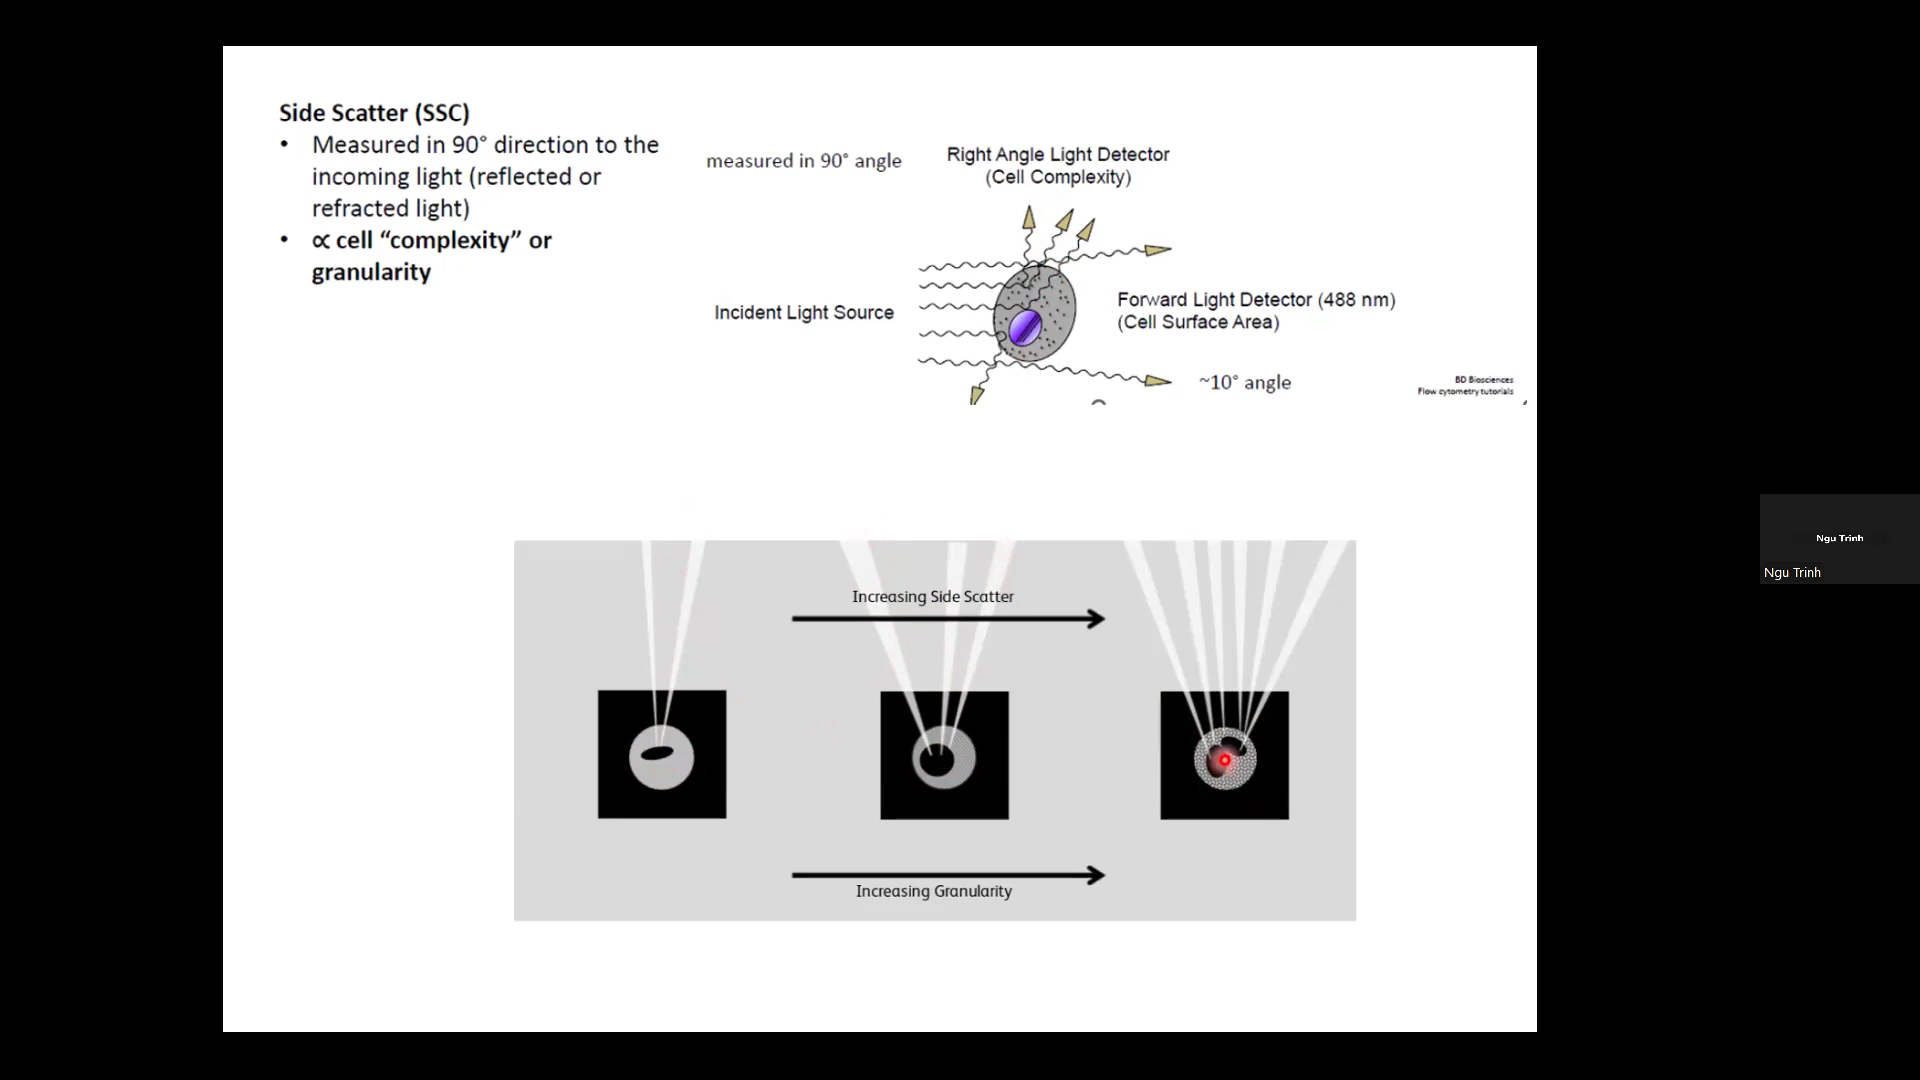 Side Scatter (SSC)
• Measured in 90° direction to the
incoming light (reflected or
refracted light)
• ∝ cell “complexity” or
granularity
measured in 90° angle
Right Angle Light Detector
(Cell Complexity)
Incident Light Source
Forward Light Detector (488 nm)
(Cell Surface Area)
~10° angle
BD Biosciences
Flow cytometry tutorials
Increasing Side Scatter
Increasing Granularity
Ngu Trinh
Ngu Trinh